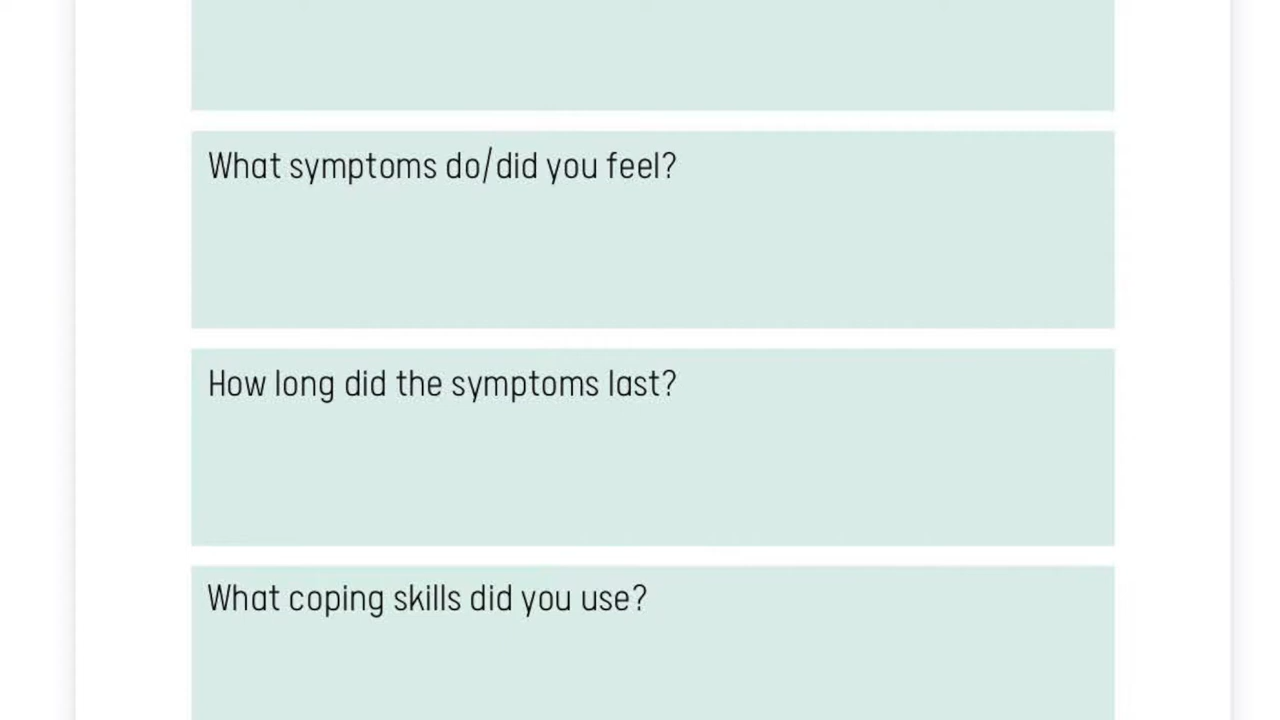 What symptoms do/did you feel?
How long did the symptoms last?
What coping skills did you use?